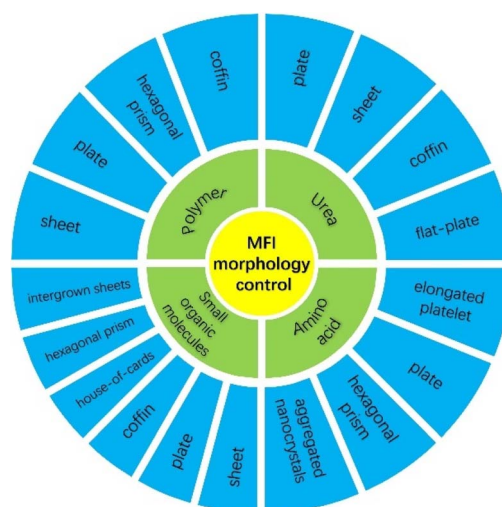 MFI
morphology
control
Polymer
Urea
Amino
acid
Small
organic
molecules
coffin
plate
sheet
coffin
flat-plate
elongated
platelet
plate
hexagonal
prism
aggregated
nanocrystals
sheet
plate
coffin
house-of-cards
hexagonal prism
intergrown sheets
sheet
plate
hexagonal
prism